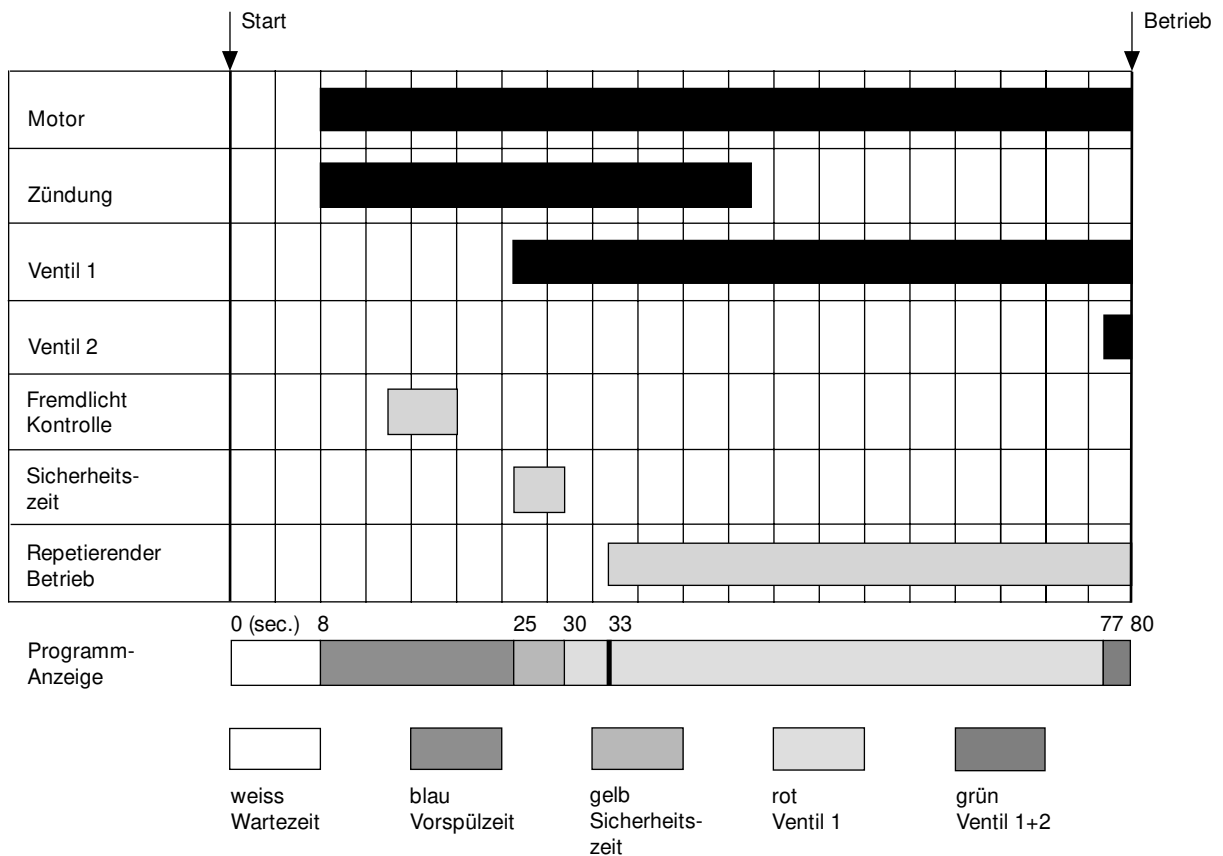 Start
Betrieb
Motor
Zündung
Ventil 1
Ventil 2
Fremdlicht
Kontrolle
Sicherheits-
zeit
Repetierender
Betrieb
0 (sec.) 8 25 30 33 77 80
Programm-
Anzeige
weiss
Wartezeit
blau
Vorspülzeit
gelb
Sicherheits-
zeit
rot
Ventil 1
grün
Ventil 1+2